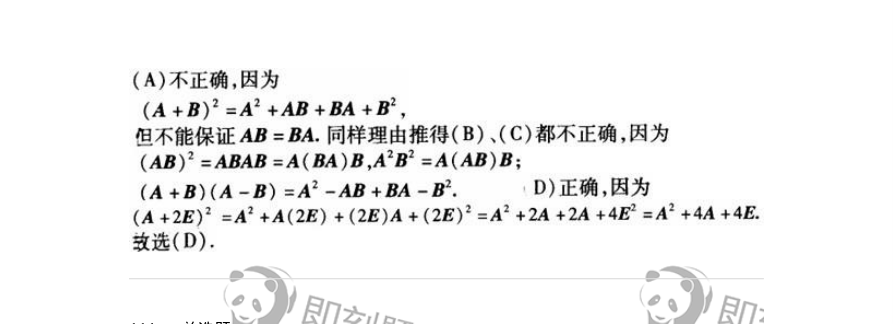 (A)不正确,因为
(A+B)²=A²+AB+BA+B²,
但不能保证 AB=BA. 同样理由推得(B)、(C)都不正确,因为
(AB)²=ABAB=A(BA)B,A²B²=A(AB)B;
(A+B)(A-B)=A²-AB+BA-B². D)正确,因为
(A+2E)²=A²+A(2E)+(2E)A+(2E)²=A²+2A+2A+4E²=A²+4A+4E.
故选(D).